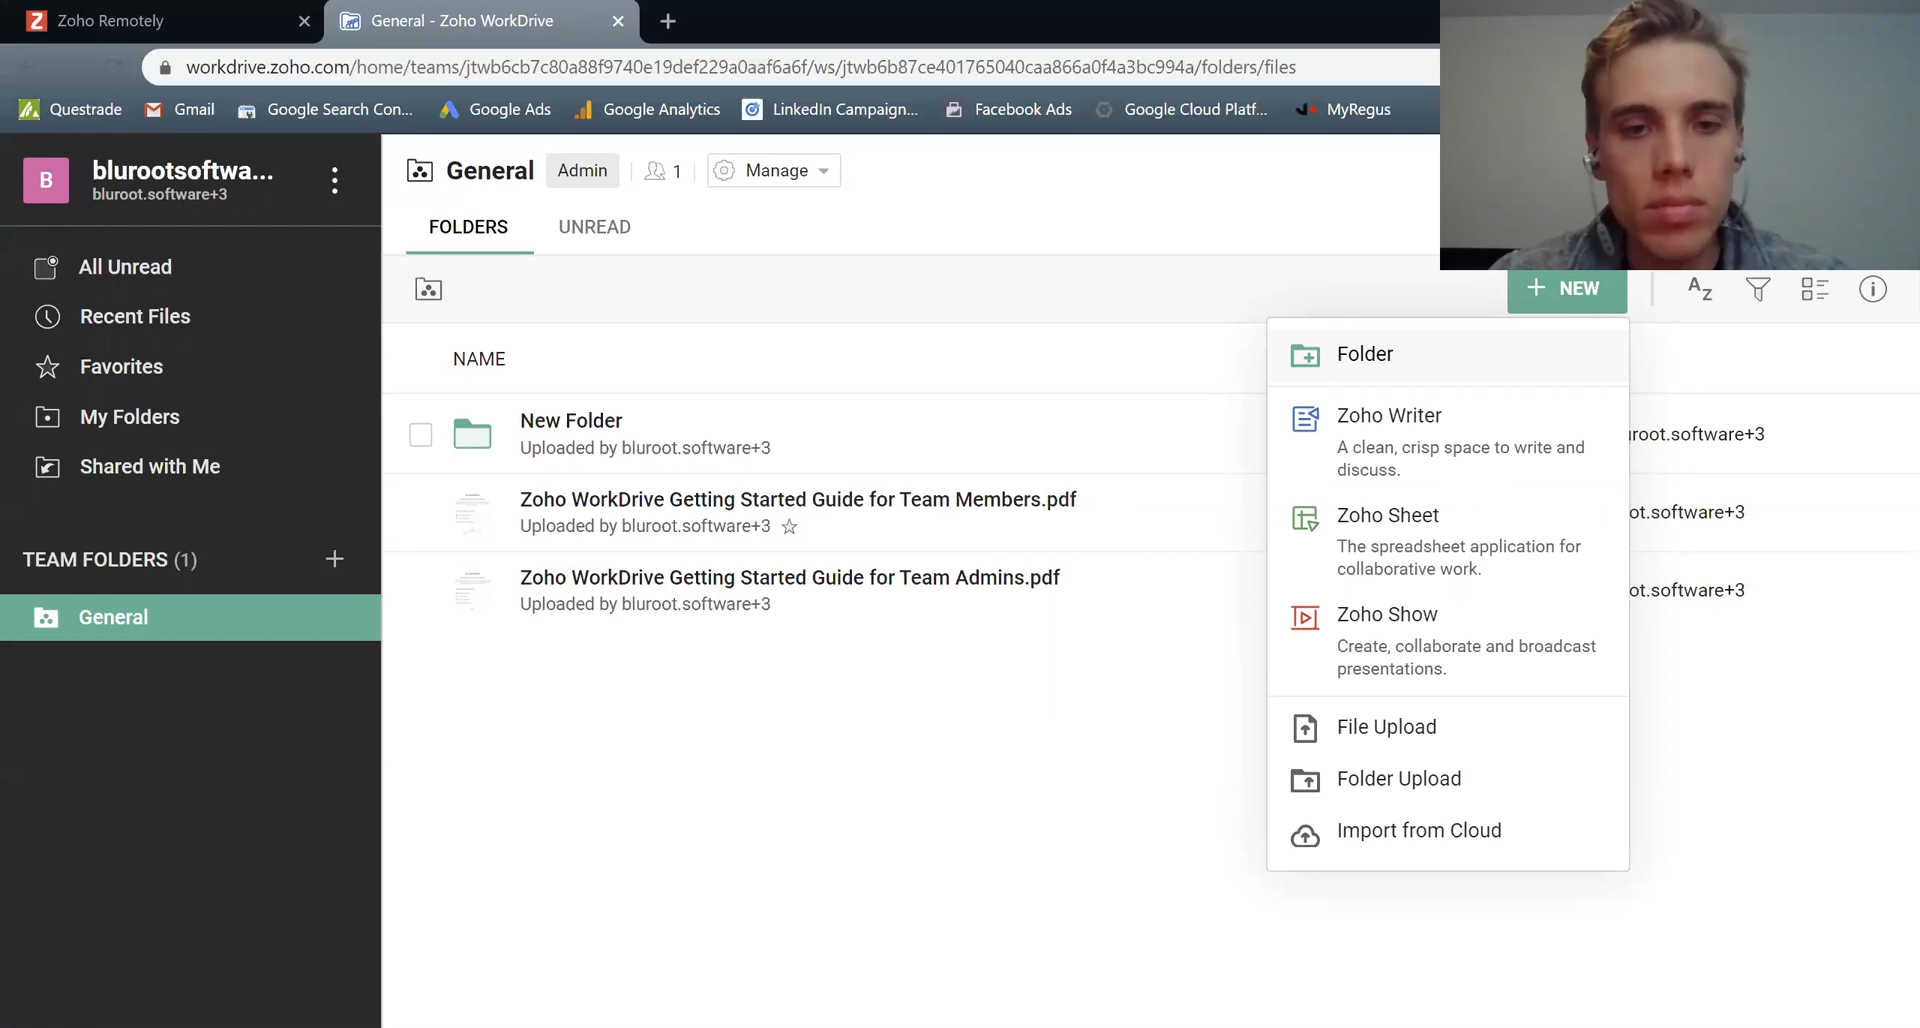 Zoho Remotely
General - Zoho WorkDrive
workdrive.zoho.com/home/teams/jtwb6cb7c80a88f9740e19def229a0aaf6a6f/ws/jtwb6b87ce401765040caa866a0f4a3bc994a/folders/files
Questrade
Gmail
Google Search Con...
Google Ads
Google Analytics
LinkedIn Campaign...
Facebook Ads
Google Cloud Platf...
MyRegus
B
blurootsoftwa...
bluroot.software+3
General
Admin
1
Manage
FOLDERS
UNREAD
All Unread
Recent Files
Favorites
My Folders
Shared with Me
TEAM FOLDERS (1)
General
+ NEW
AZ
NAME
New Folder
Uploaded by bluroot.software+3
Zoho WorkDrive Getting Started Guide for Team Members.pdf
Uploaded by bluroot.software+3
Zoho WorkDrive Getting Started Guide for Team Admins.pdf
Uploaded by bluroot.software+3
Folder
Zoho Writer
A clean, crisp space to write and
discuss.
Zoho Sheet
The spreadsheet application for
collaborative work.
Zoho Show
Create, collaborate and broadcast
presentations.
File Upload
Folder Upload
Import from Cloud
root.software+3
ot.software+3
ot.software+3